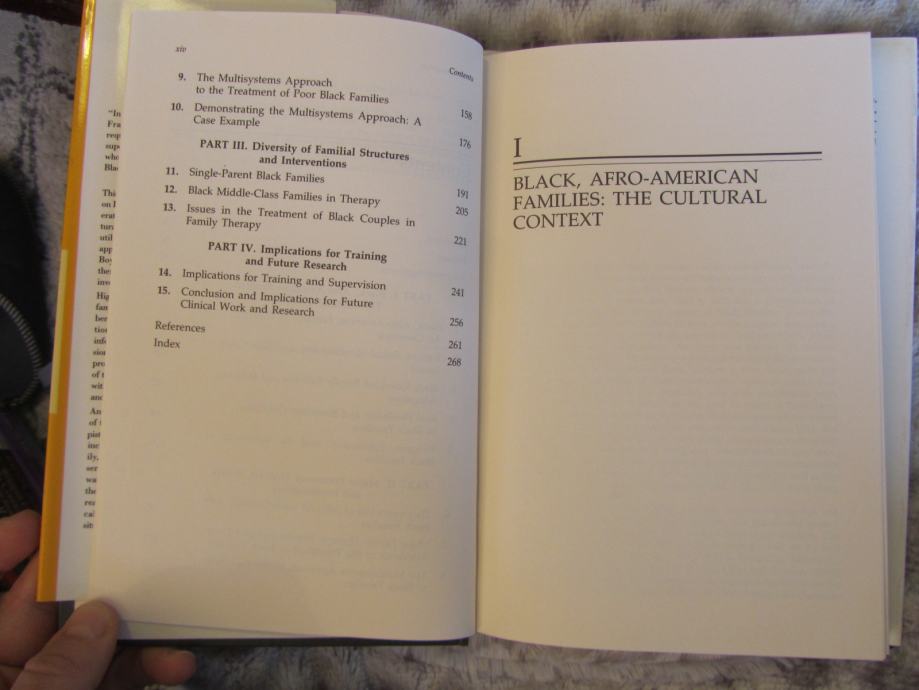 xiv
Contents
9. The Multisystems Approach
to the Treatment of Poor Black Families 158
10. Demonstrating the Multisystems Approach: A
Case Example 176
PART III. Diversity of Familial Structures
and Interventions
11. Single-Parent Black Families 191
12. Black Middle-Class Families in Therapy 205
13. Issues in the Treatment of Black Couples in
Family Therapy 221
PART IV. Implications for Training
and Future Research
14. Implications for Training and Supervision 241
15. Conclusion and Implications for Future
Clinical Work and Research 256
References 261
Index 268
I
BLACK, AFRO-AMERICAN
FAMILIES: THE CULTURAL
CONTEXT